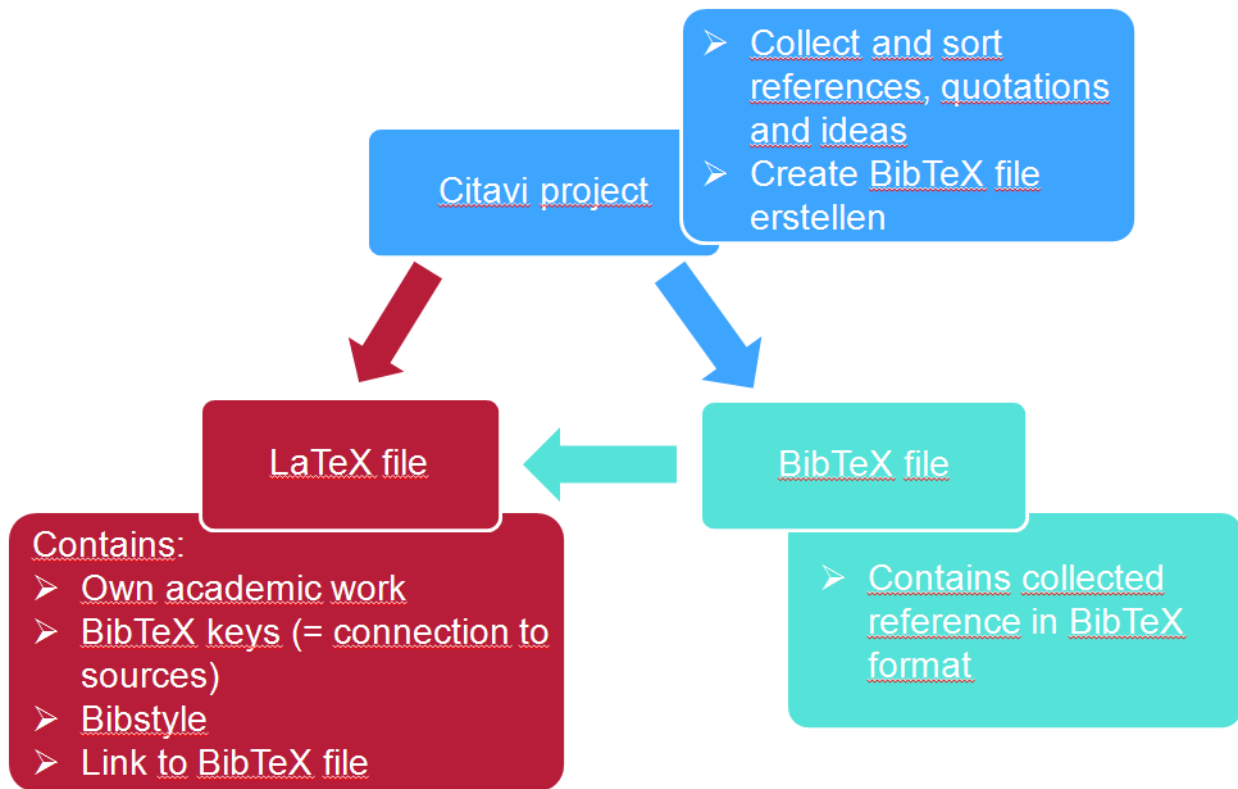 Citavi project
➢ Collect and sort
references, quotations
and ideas
➢ Create BibTeX file
erstellen
LaTeX file
Contains:
➢ Own academic work
➢ BibTeX keys (= connection to
sources)
➢ Bibstyle
➢ Link to BibTeX file
BibTeX file
➢ Contains collected
reference in BibTeX
format